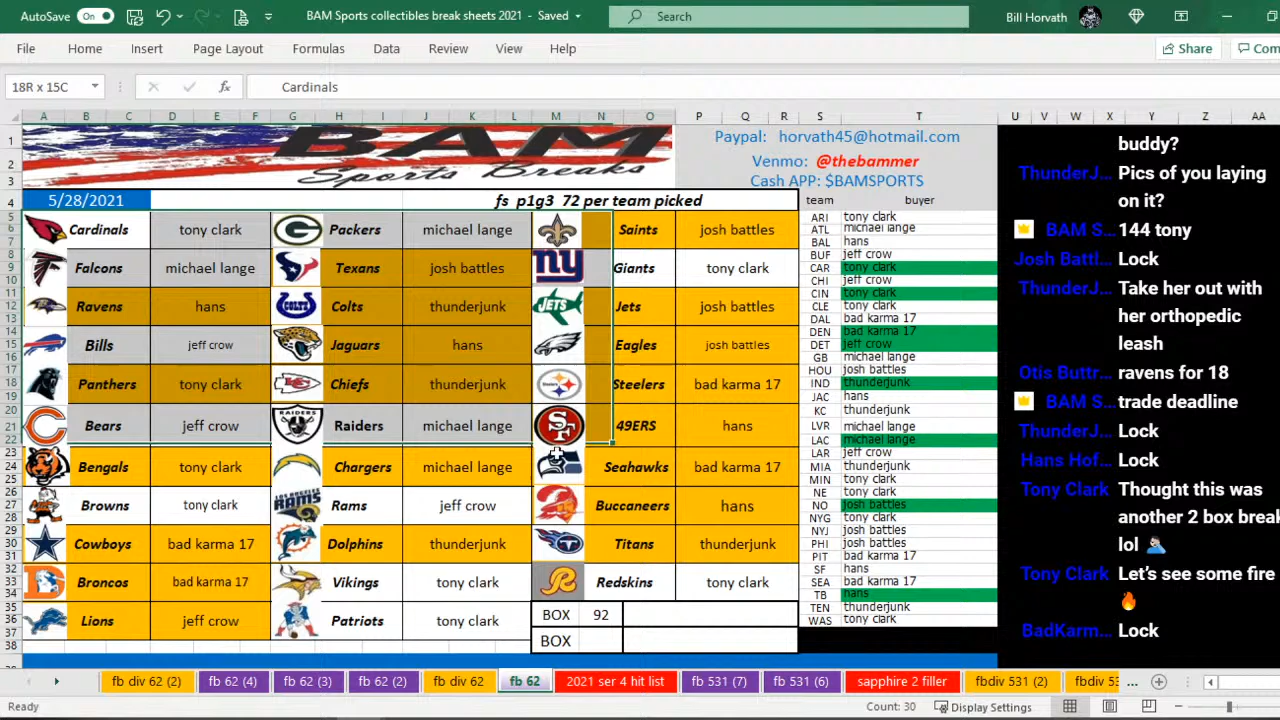 AutoSave On BAM Sports collectibles break sheets 2021 - Saved Search Bill Horvath
File Home Insert Page Layout Formulas Data Review View Help Share Com
18R x 15C fx Cardinals
A B C D E F G H I J K L M N O P Q R S T U V W X Y Z AA
1 BAM
2 Sports Breaks
3
Paypal: horvath45@hotmail.com
Venmo: @thebammer
Cash APP: $BAMSPORTS
4 5/28/2021 fs p1g3 72 per team picked team buyer
Cardinals tony clark Packers michael lange Saints josh battles
Falcons michael lange Texans josh battles Giants tony clark
Ravens hans Colts thunderjunk Jets josh battles
Bills jeff crow Jaguars hans Eagles josh battles
Panthers tony clark Chiefs thunderjunk Steelers bad karma 17
Bears jeff crow Raiders michael lange 49ERS hans
Bengals tony clark Chargers michael lange Seahawks bad karma 17
Browns tony clark Rams jeff crow Buccaneers hans
Cowboys bad karma 17 Dolphins thunderjunk Titans thunderjunk
Broncos bad karma 17 Vikings tony clark Redskins tony clark
Lions jeff crow Patriots tony clark BOX 92
BOX
ARI tony clark
ATL michael lange
BAL hans
BUF jeff crow
CAR tony clark
CHI jeff crow
CIN tony clark
CLE tony clark
DAL bad karma 17
DEN bad karma 17
DET jeff crow
GB michael lange
HOU josh battles
IND thunderjunk
JAC hans
KC thunderjunk
LVR michael lange
LAC michael lange
LAR jeff crow
MIA thunderjunk
MIN tony clark
NE tony clark
NO josh battles
NYG tony clark
NYJ josh battles
PHI josh battles
PIT bad karma 17
SF hans
SEA bad karma 17
TB hans
TEN thunderjunk
WAS tony clark
buddy?
ThunderJ... Pics of you laying
on it?
BAM S... 144 tony
Josh Battl... Lock
ThunderJ... Take her out with
her orthopedic
leash
Otis Buttr... ravens for 18
BAM S... trade deadline
ThunderJ... Lock
Hans Hof... Lock
Tony Clark Thought this was
another 2 box break
lol 🤦🏻‍♂️
Tony Clark Let's see some fire
🔥
BadKarm... Lock
fb div 62 (2) fb 62 (4) fb 62 (3) fb 62 (2) fb div 62 fb 62 2021 ser 4 hit list fb 531 (7) fb 531 (6) sapphire 2 filler fbdiv 531 (2) fbdiv 53 ...
Ready Count: 30 Display Settings